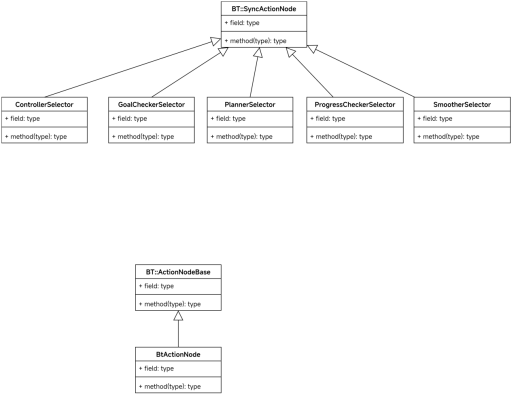 BT::SyncActionNode
+ field: type
+ method(type): type
ControllerSelector
+ field: type
+ method(type): type
GoalCheckerSelector
+ field: type
+ method(type): type
PlannerSelector
+ field: type
+ method(type): type
ProgressCheckerSelector
+ field: type
+ method(type): type
SmootherSelector
+ field: type
+ method(type): type
BT::ActionNodeBase
+ field: type
+ method(type): type
BtActionNode
+ field: type
+ method(type): type